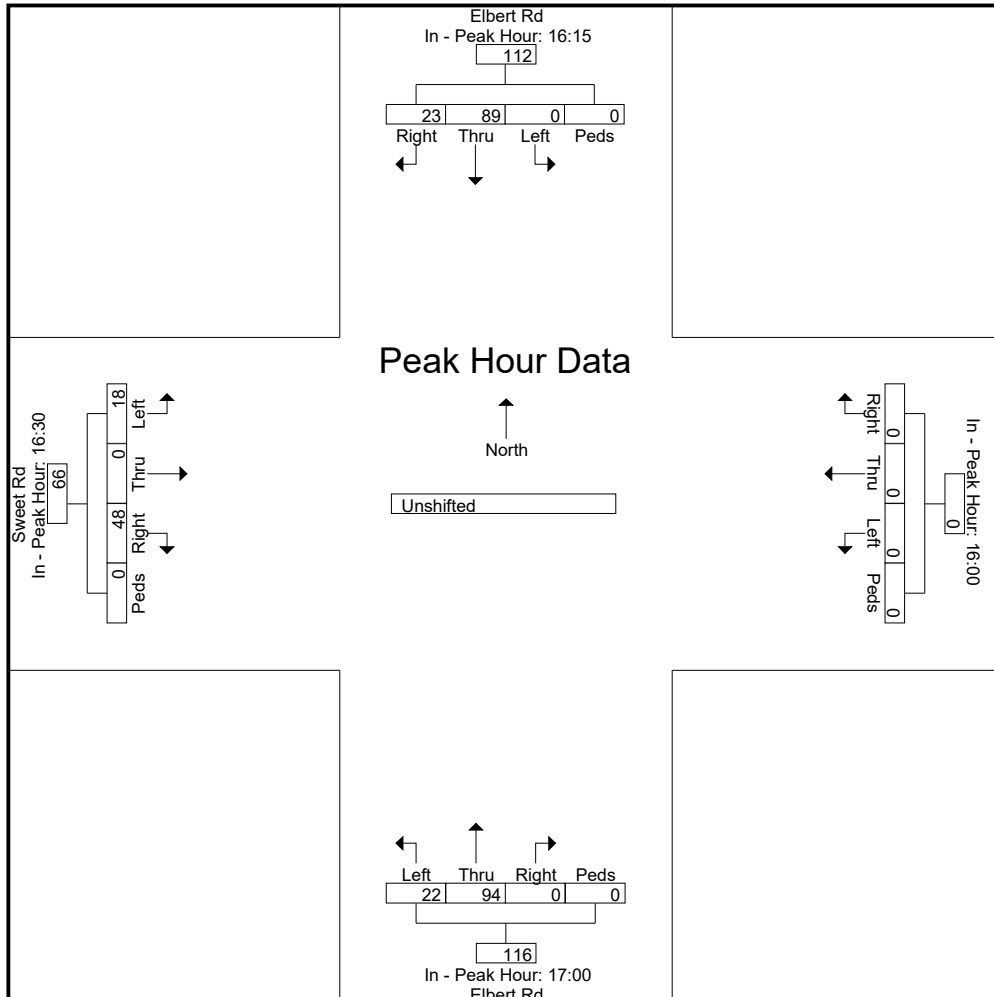 Elbert Rd
In - Peak Hour: 16:15
112
23 89 0 0
Right Thru Left Peds
Peak Hour Data
North
Unshifted
Sweet Rd
In - Peak Hour: 16:30
66
18 0 48 0
Left Thru Right Peds
Right Thru Left Peds
0 0 0 0
0
In - Peak Hour: 16:00
Left Thru Right Peds
22 94 0 0
116
In - Peak Hour: 17:00
Elbert Rd